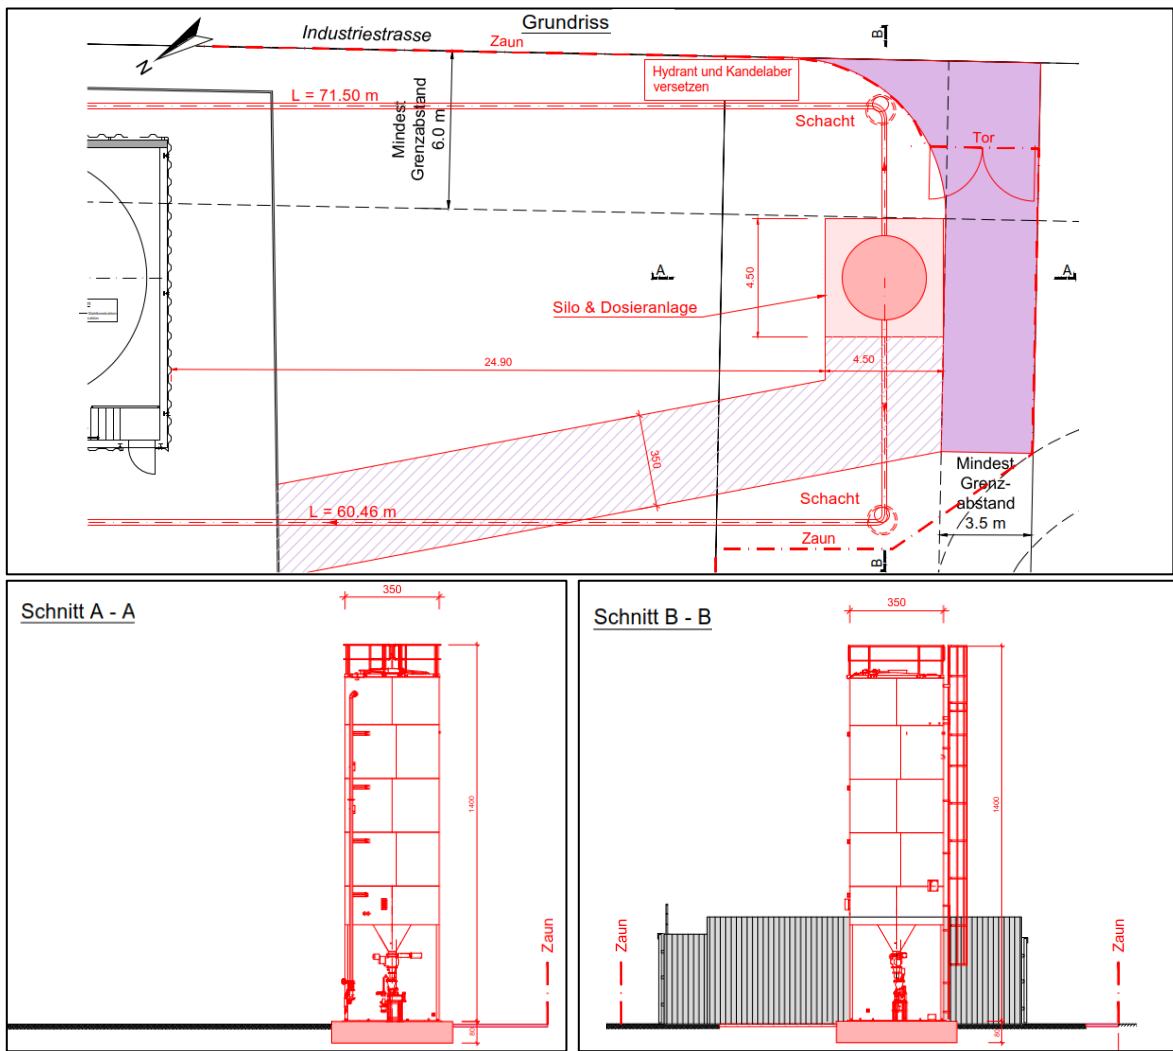 Grundriss
Industriestrasse
Zaun
B
N
Hydrant und Kandelaber
versetzen
L = 71.50 m
Mindest
Grenzabstand
6.0 m
Schacht
Tor
A
A
4.50
Silo & Dosieranlage
24.90
4.50
350
Mindest
Grenz-
abstand
3.5 m
Schacht
L = 60.46 m
Zaun
B
Schnitt A - A
350
1400
Zaun
80
Schnitt B - B
350
1400
Zaun
Zaun
80